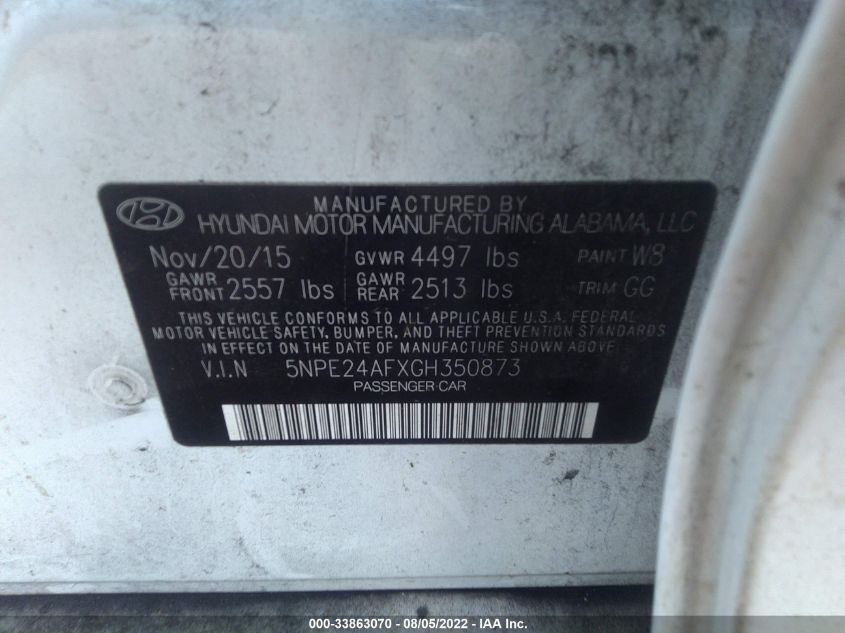 MANUFACTURED BY
HYUNDAI MOTOR MANUFACTURING ALABAMA, LLC
Nov/20/15 GVWR 4497 lbs PAINT W8
GAWR FRONT 2557 lbs GAWR REAR 2513 lbs TRIM GG
THIS VEHICLE CONFORMS TO ALL APPLICABLE U.S.A. FEDERAL
MOTOR VEHICLE SAFETY, BUMPER, AND THEFT PREVENTION STANDARDS
IN EFFECT ON THE DATE OF MANUFACTURE SHOWN ABOVE.
V.I.N 5NPE24AFXGH350873
PASSENGER CAR
000-33863070 - 08/05/2022 - IAA Inc.